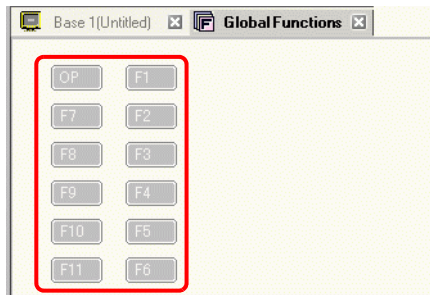 Base 1(Untitled) F Global Functions
OP F1
F7 F2
F8 F3
F9 F4
F10 F5
F11 F6